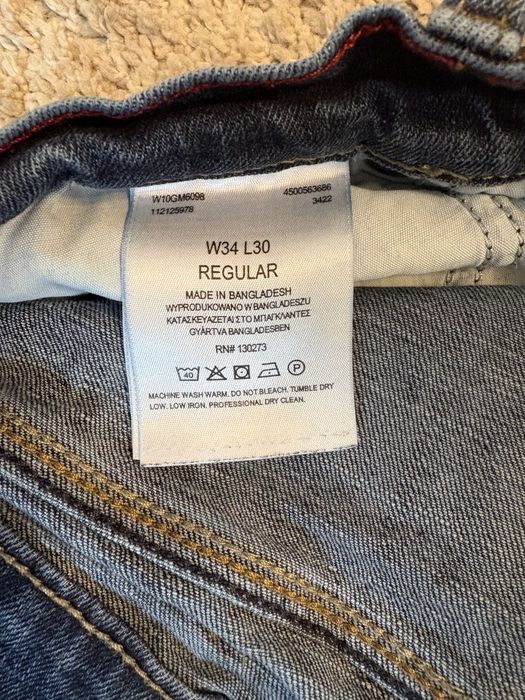 W10GM6098 4500563686
112125978 3422
W34 L30
REGULAR
MADE IN BANGLADESH
WYPRODUKOWANO W BANGLADESZU
ΚΑΤΑΣΚΕΥΑΖΕΤΑΙ ΣΤΟ ΜΠΑΓΚΛΑΝΤΕΣ
GYÁRTVA BANGLADESBEN
RN# 130273
40 P
MACHINE WASH WARM. DO NOT BLEACH. TUMBLE DRY
LOW. LOW IRON. PROFESSIONAL DRY CLEAN.